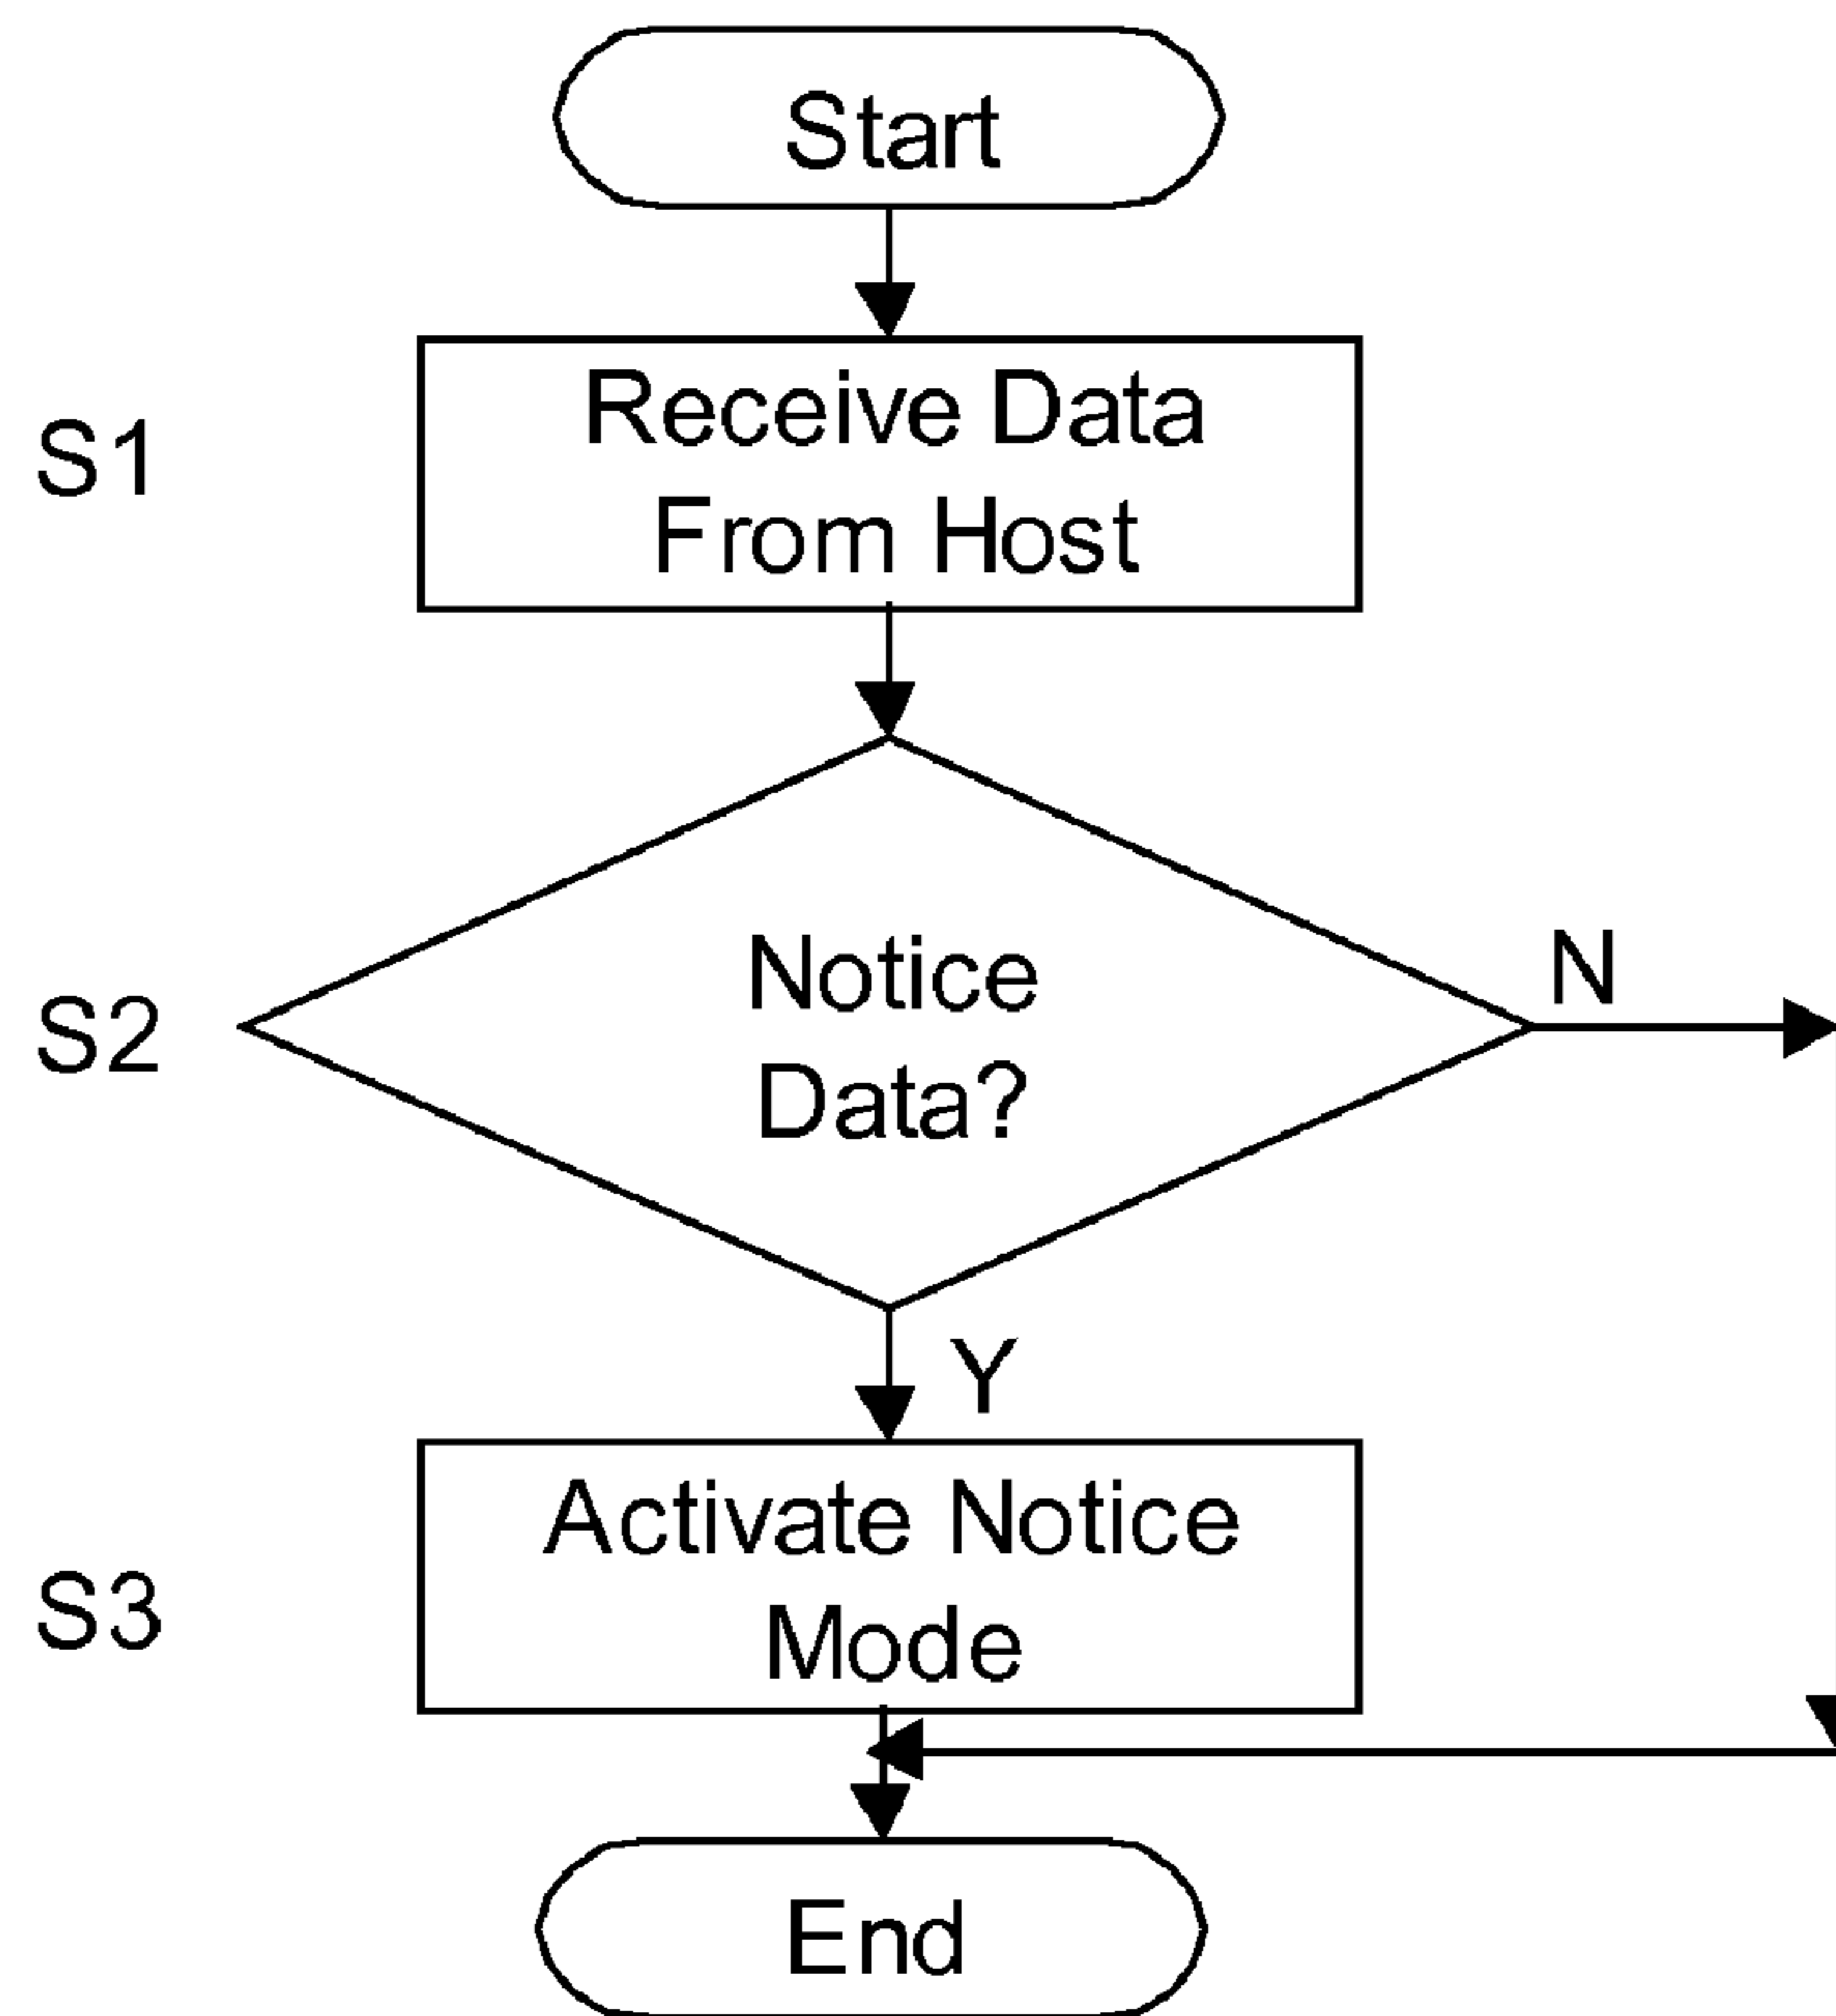 Start
S1
Receive Data
From Host
S2
Notice
Data?
N
Y
S3
Activate Notice
Mode
End